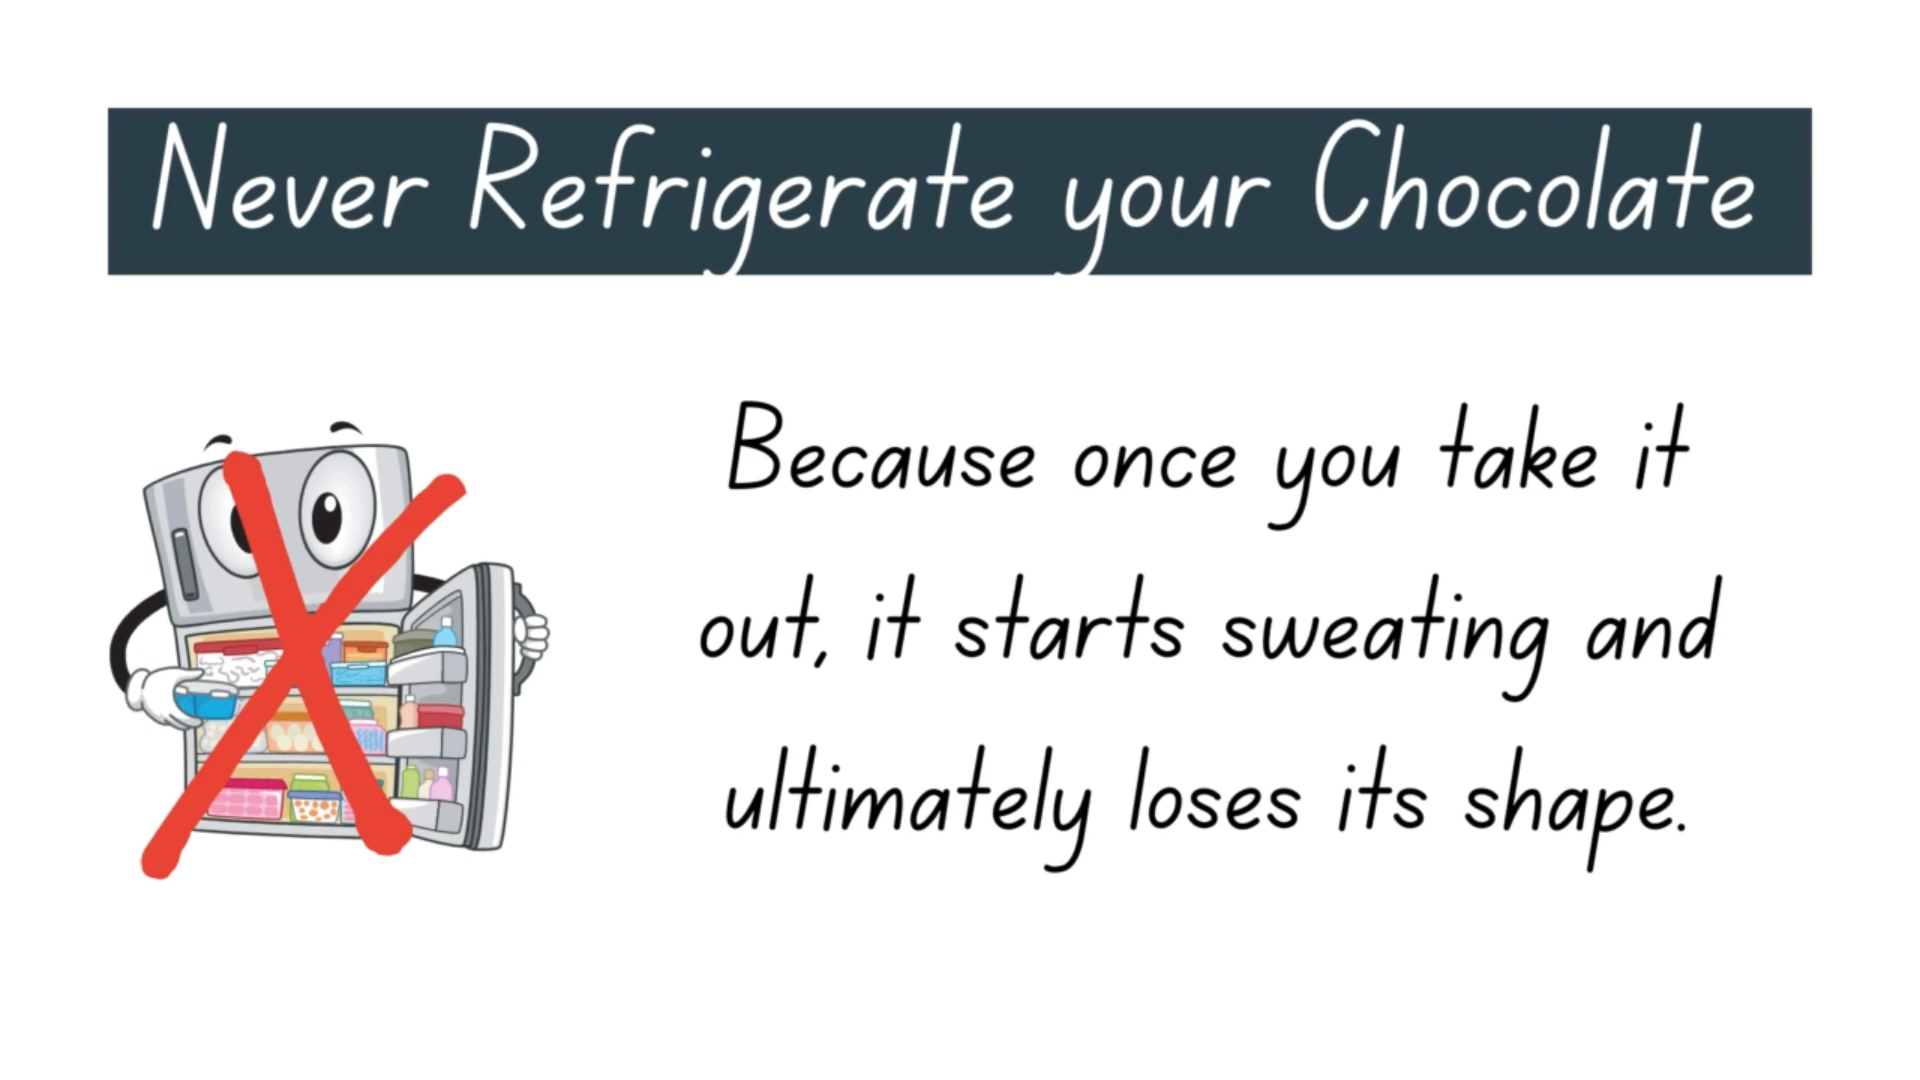 Never Refrigerate your Chocolate
Because once you take it
out, it starts sweating and
ultimately loses its shape.